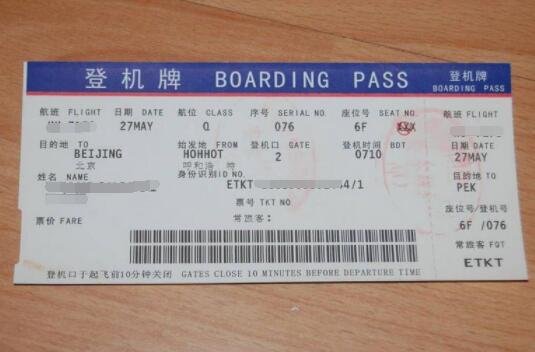 登机牌 BOARDING PASS 登机牌
BOARDING PASS
航班 FLIGHT 日期 DATE 航位 CLASS 序号 SERIAL NO. 座位号 SEAT NO.
27MAY Q 076 6F
目的地 TO 始发地 FROM 登机口 GATE 登机时间 BDT
BEIJING HOHHOT 2 0710
北京 呼和浩特
姓名 NAME 身份识别 ID NO.
ETKT /1
票号 TKT NO.
票价 FARE 常旅客:
登机口于起飞前10分钟关闭 GATES CLOSE 10 MINUTES BEFORE DEPARTURE TIME
航班 FLIGHT
日期 DATE
27MAY
目的地 TO
PEK
座位号/登机号
6F /076
常旅客 FQT
ETKT